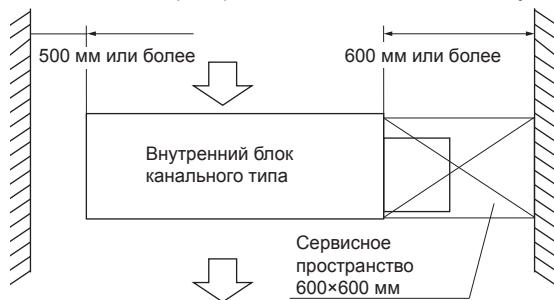 500 мм или более
600 мм или более
Внутренний блок
канального типа
Сервисное
пространство
600×600 мм